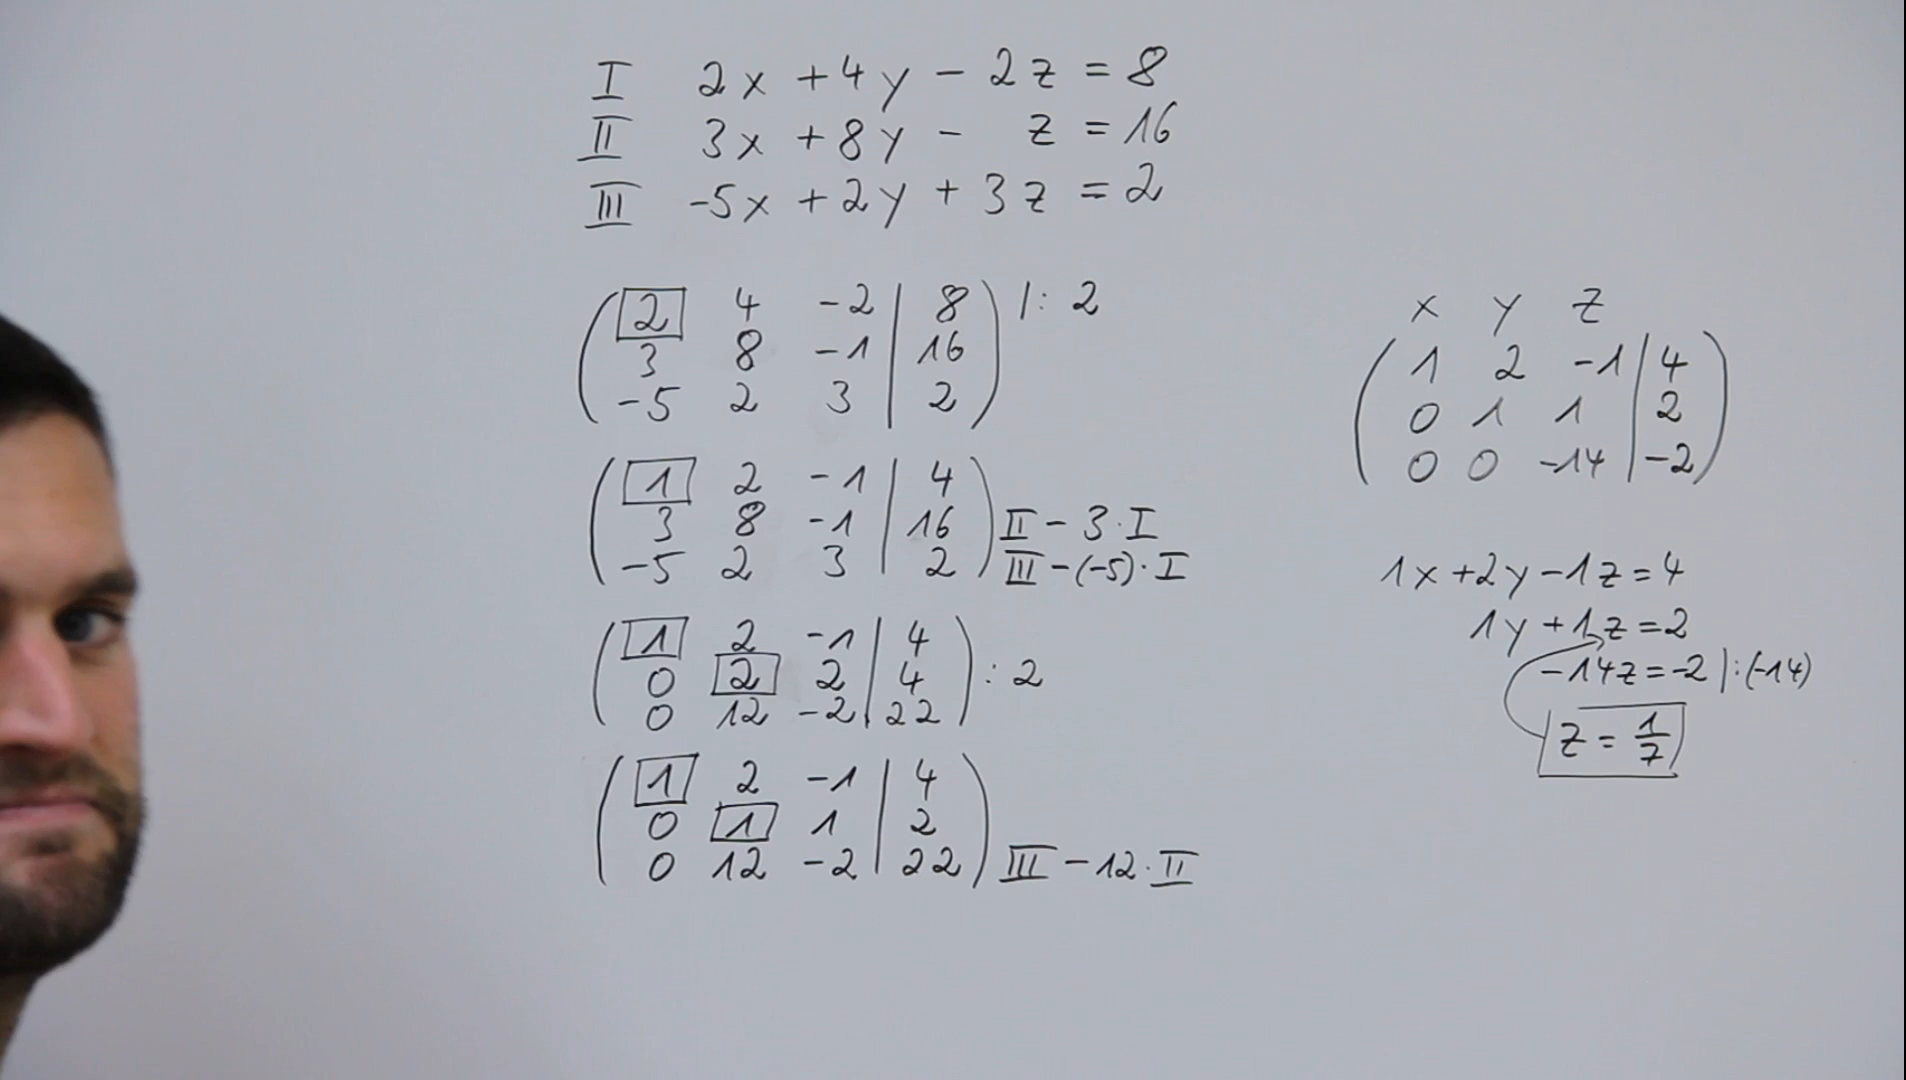 I 2x + 4y - 2z = 8
II 3x + 8y - z = 16
III -5x + 2y + 3z = 2
( 2 4 -2 | 8 ) | : 2
( 3 8 -1 | 16 )
( -5 2 3 | 2 )
( 1 2 -1 | 4 )
( 3 8 -1 | 16 ) II - 3 · I
( -5 2 3 | 2 ) III - (-5) · I
( 1 2 -1 | 4 )
( 0 2 2 | 4 ) : 2
( 0 12 -2 | 22 )
( 1 2 -1 | 4 )
( 0 1 1 | 2 )
( 0 12 -2 | 22 ) III - 12 · II
x y z
( 1 2 -1 | 4 )
( 0 1 1 | 2 )
( 0 0 -14 | -2 )
1x + 2y - 1z = 4
1y + 1z = 2
-14z = -2 | : (-14)
z = 1/7